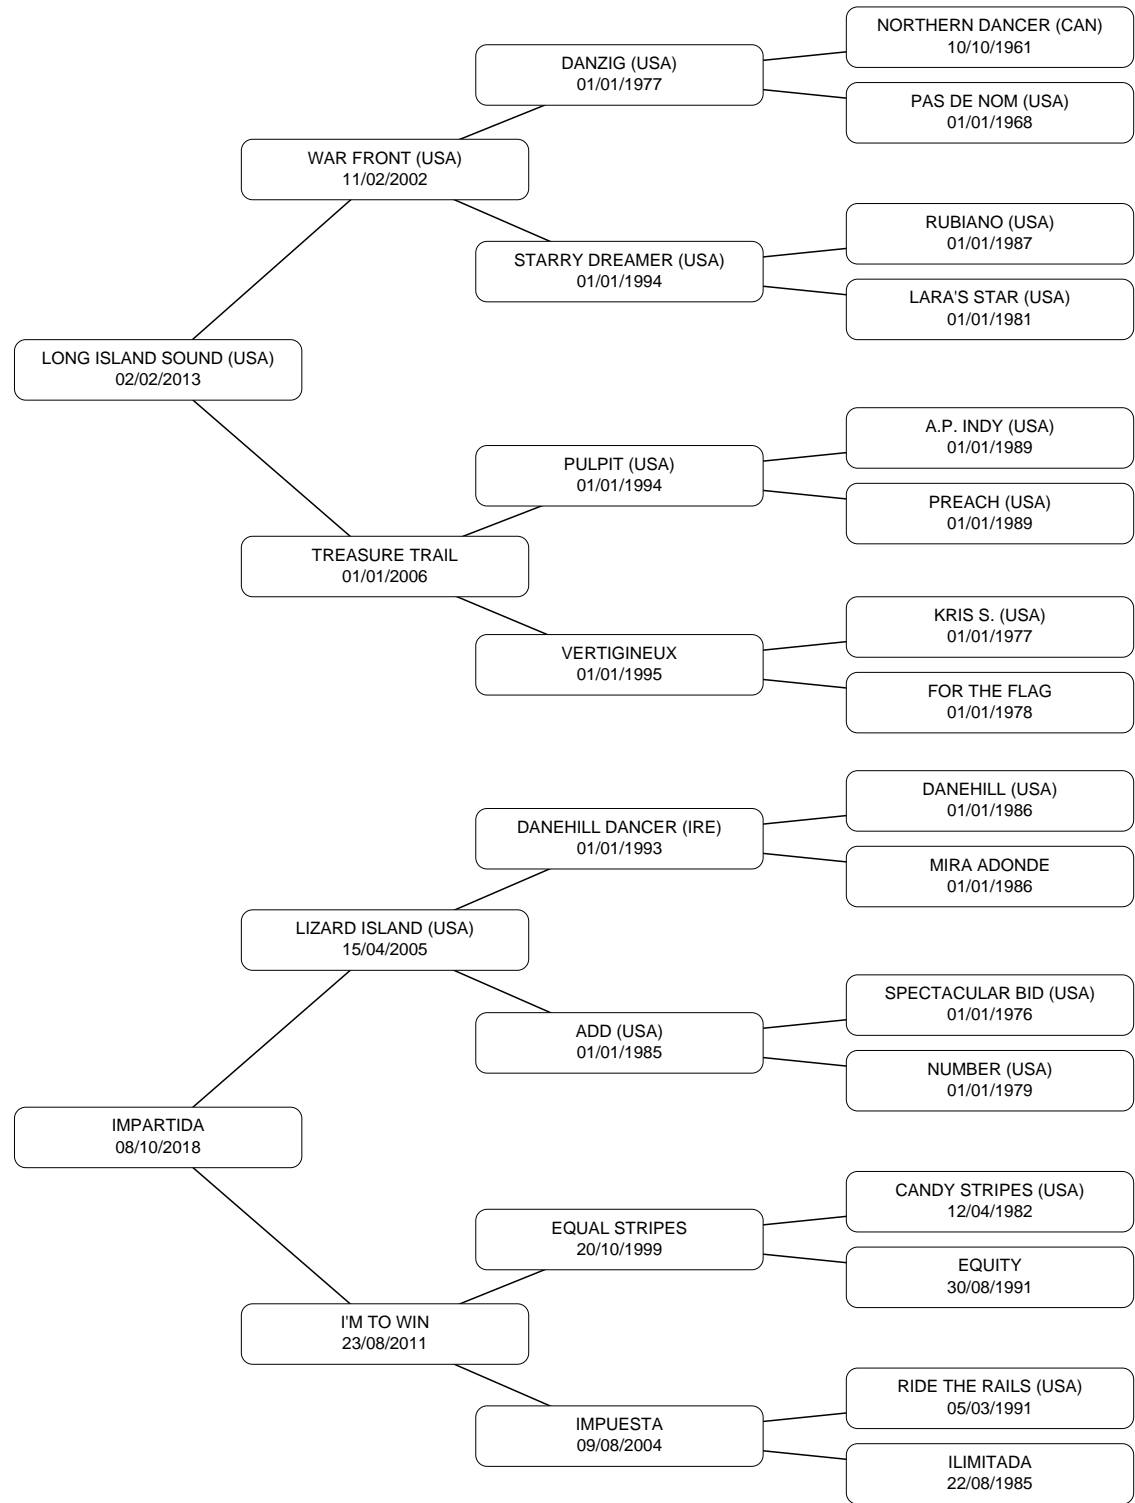 NORTHERN DANCER (CAN)
10/10/1961
DANZIG (USA)
01/01/1977
PAS DE NOM (USA)
01/01/1968
WAR FRONT (USA)
11/02/2002
RUBIANO (USA)
01/01/1987
STARRY DREAMER (USA)
01/01/1994
LARA'S STAR (USA)
01/01/1981
LONG ISLAND SOUND (USA)
02/02/2013
A.P. INDY (USA)
01/01/1989
PULPIT (USA)
01/01/1994
PREACH (USA)
01/01/1989
TREASURE TRAIL
01/01/2006
KRIS S. (USA)
01/01/1977
VERTIGINEUX
01/01/1995
FOR THE FLAG
01/01/1978
DANEHILL (USA)
01/01/1986
DANEHILL DANCER (IRE)
01/01/1993
MIRA ADONDE
01/01/1986
LIZARD ISLAND (USA)
15/04/2005
SPECTACULAR BID (USA)
01/01/1976
ADD (USA)
01/01/1985
NUMBER (USA)
01/01/1979
IMPARTIDA
08/10/2018
CANDY STRIPES (USA)
12/04/1982
EQUAL STRIPES
20/10/1999
EQUITY
30/08/1991
I'M TO WIN
23/08/2011
RIDE THE RAILS (USA)
05/03/1991
IMPUESTA
09/08/2004
ILIMITADA
22/08/1985